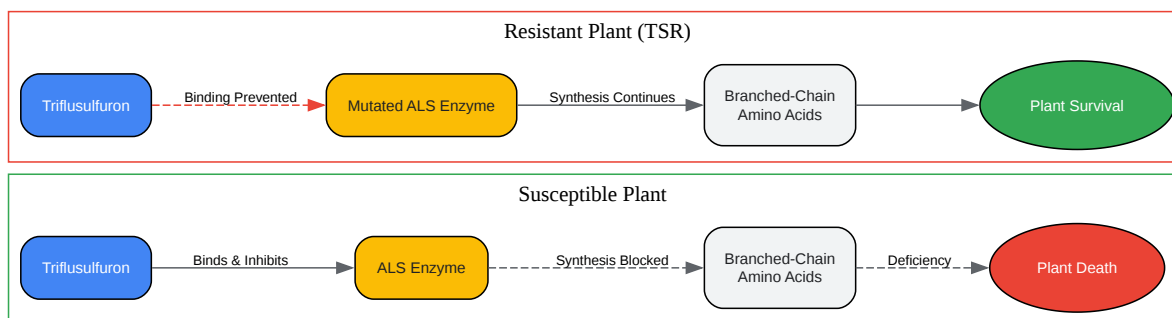 Resistant Plant (TSR)
Triflusulfuron
Binding Prevented
Mutated ALS Enzyme
Synthesis Continues
Branched-Chain
Amino Acids
Plant Survival
Susceptible Plant
Triflusulfuron
Binds & Inhibits
ALS Enzyme
Synthesis Blocked
Branched-Chain
Amino Acids
Deficiency
Plant Death